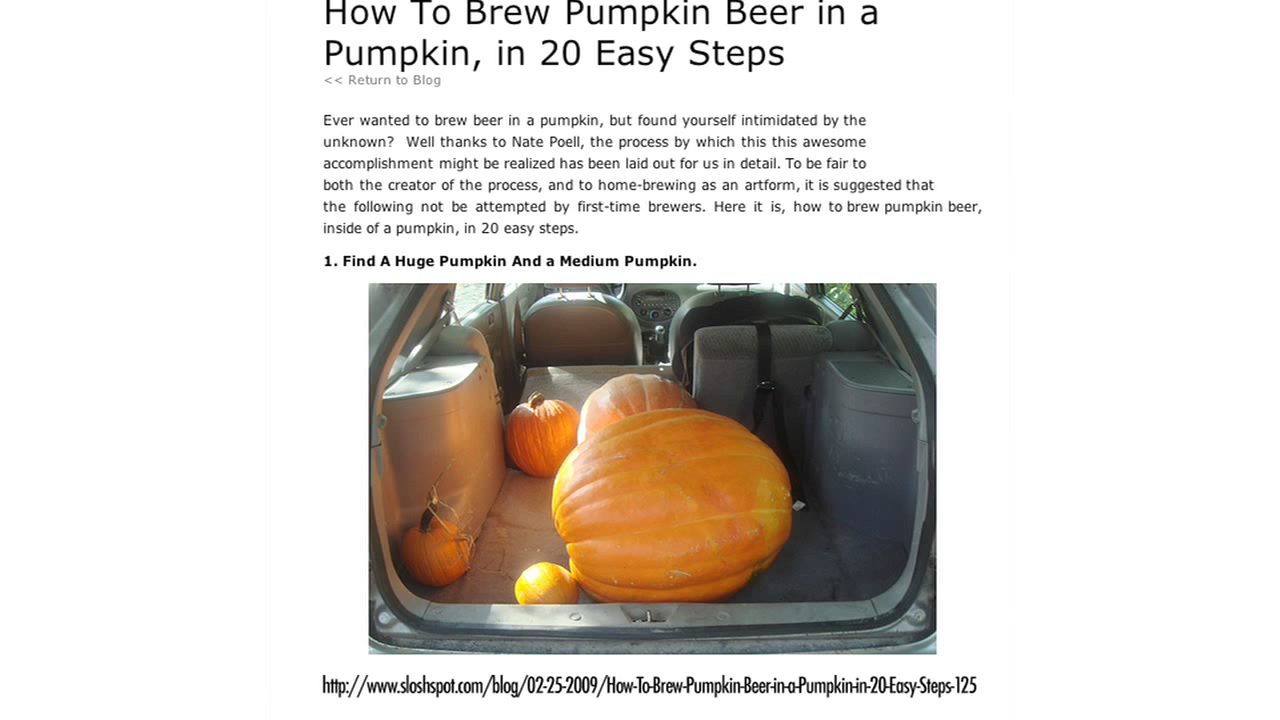 How To Brew Pumpkin Beer in a
Pumpkin, in 20 Easy Steps
<< Return to Blog
Ever wanted to brew beer in a pumpkin, but found yourself intimidated by the
unknown? Well thanks to Nate Poell, the process by which this this awesome
accomplishment might be realized has been laid out for us in detail. To be fair to
both the creator of the process, and to home-brewing as an artform, it is suggested that
the following not be attempted by first-time brewers. Here it is, how to brew pumpkin beer,
inside of a pumpkin, in 20 easy steps.
1. Find A Huge Pumpkin And a Medium Pumpkin.
http://www.sloshspot.com/blog/02-25-2009/How-To-Brew-Pumpkin-Beer-in-a-Pumpkin-in-20-Easy-Steps-125